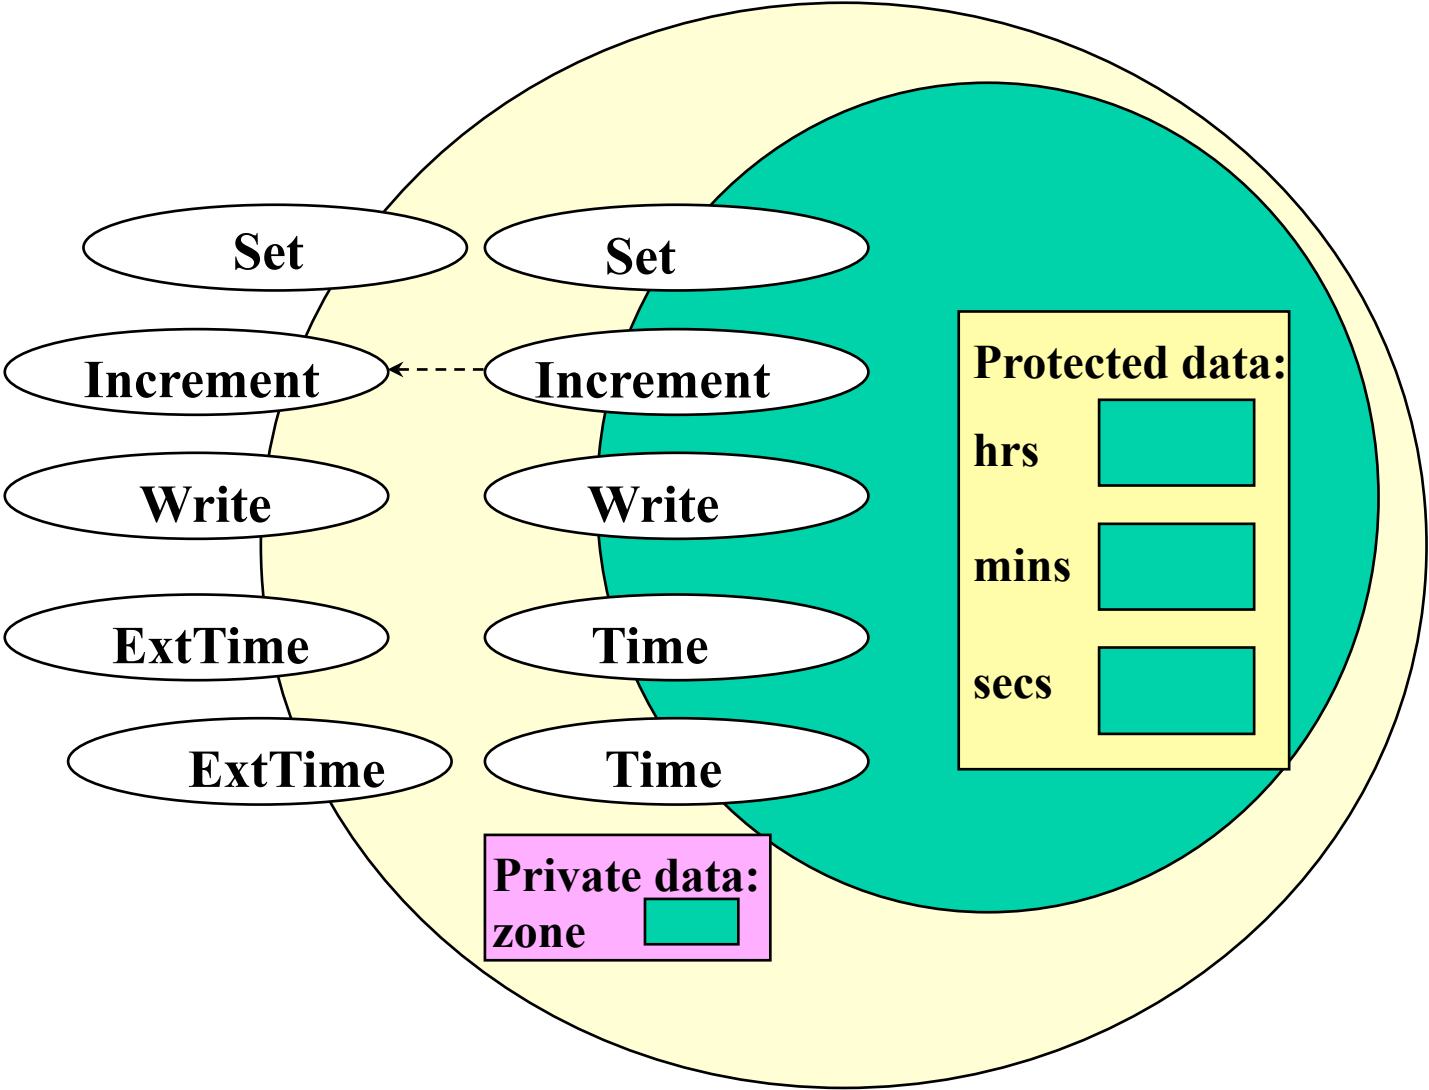 Set
Set
Increment
Increment
Write
Write
ExtTime
Time
ExtTime
Time
Protected data:
hrs
mins
secs
Private data:
zone